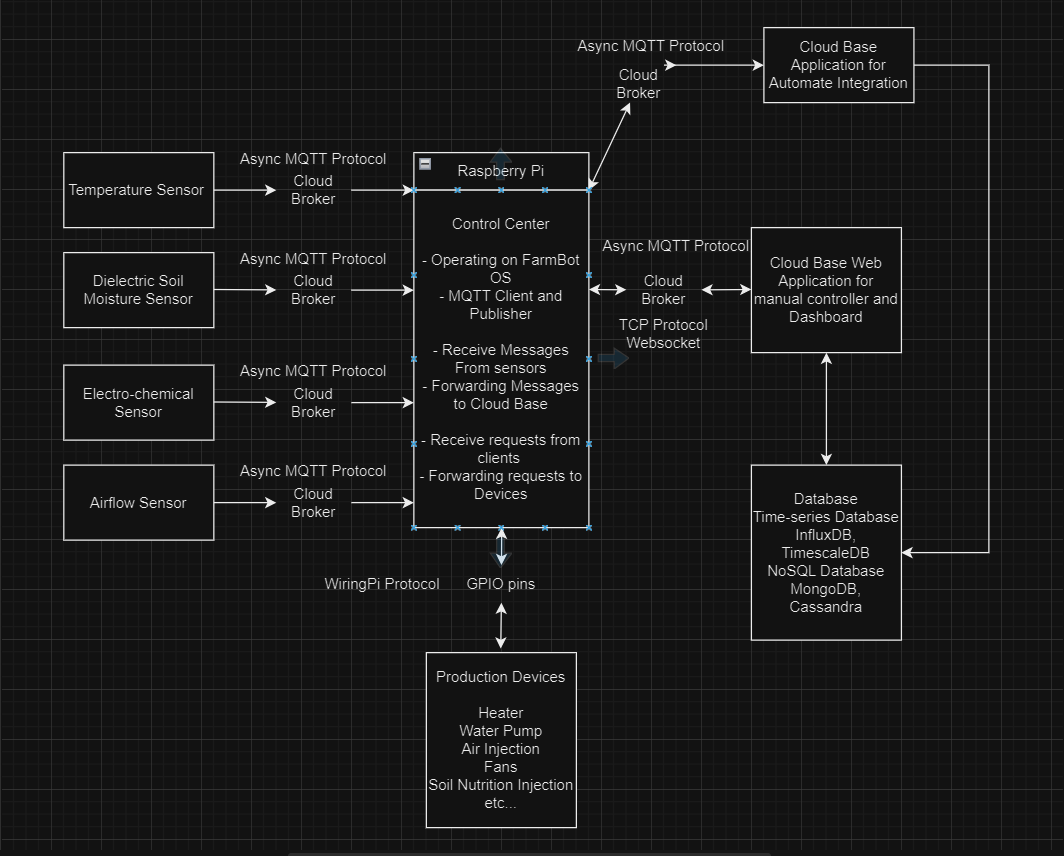 Async MQTT Protocol
Cloud
Broker
Cloud Base
Application for
Automate Integration
Temperature Sensor
Async MQTT Protocol
Cloud
Broker
Dielectric Soil
Moisture Sensor
Async MQTT Protocol
Cloud
Broker
Electro-chemical
Sensor
Async MQTT Protocol
Cloud
Broker
Airflow Sensor
Async MQTT Protocol
Cloud
Broker
Raspberry Pi
Control Center
- Operating on FarmBot
OS
- MQTT Client and
Publisher
- Receive Messages
From sensors
- Forwarding Messages
to Cloud Base
- Receive requests from
clients
- Forwarding requests to
Devices
Async MQTT Protocol
Cloud
Broker
TCP Protocol
Websocket
Cloud Base Web
Application for
manual controller and
Dashboard
Database
Time-series Database
InfluxDB,
TimescaleDB
NoSQL Database
MongoDB,
Cassandra
WiringPi Protocol
GPIO pins
Production Devices
Heater
Water Pump
Air Injection
Fans
Soil Nutrition Injection
etc...